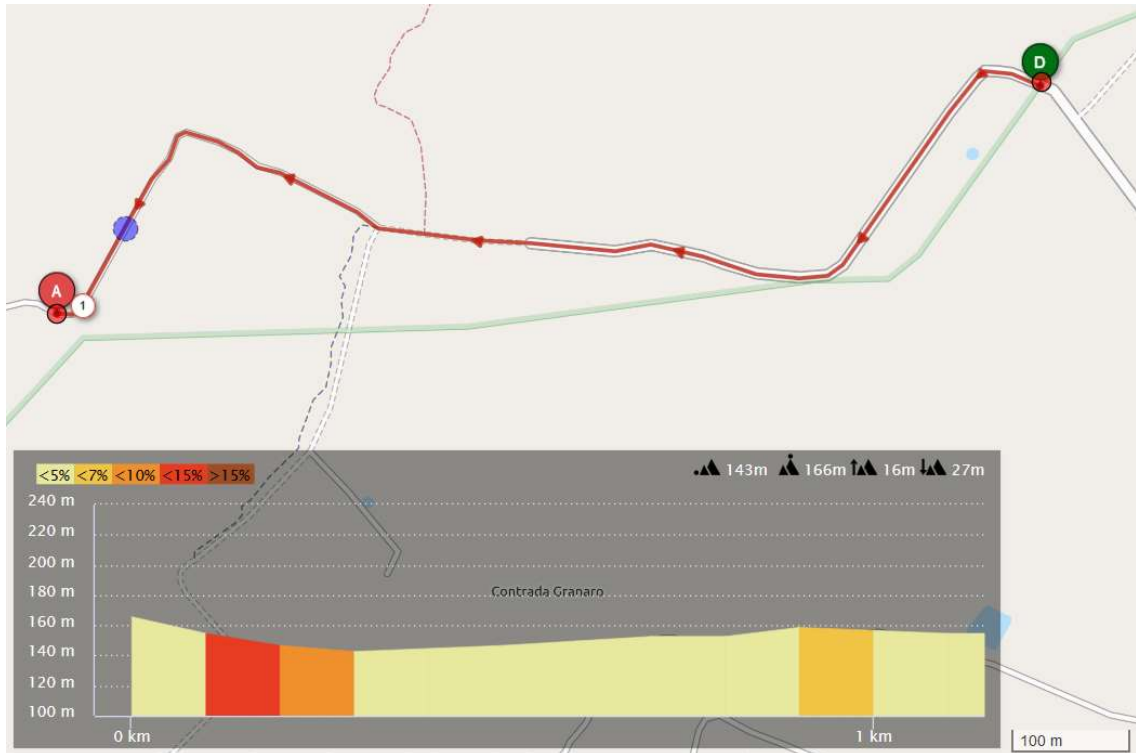 D
A
1
<5% <7% <10% <15% >15%
143m 166m 16m 27m
240 m
220 m
200 m
180 m
Contrada Granaro
160 m
140 m
120 m
100 m
0 km 1 km
100 m